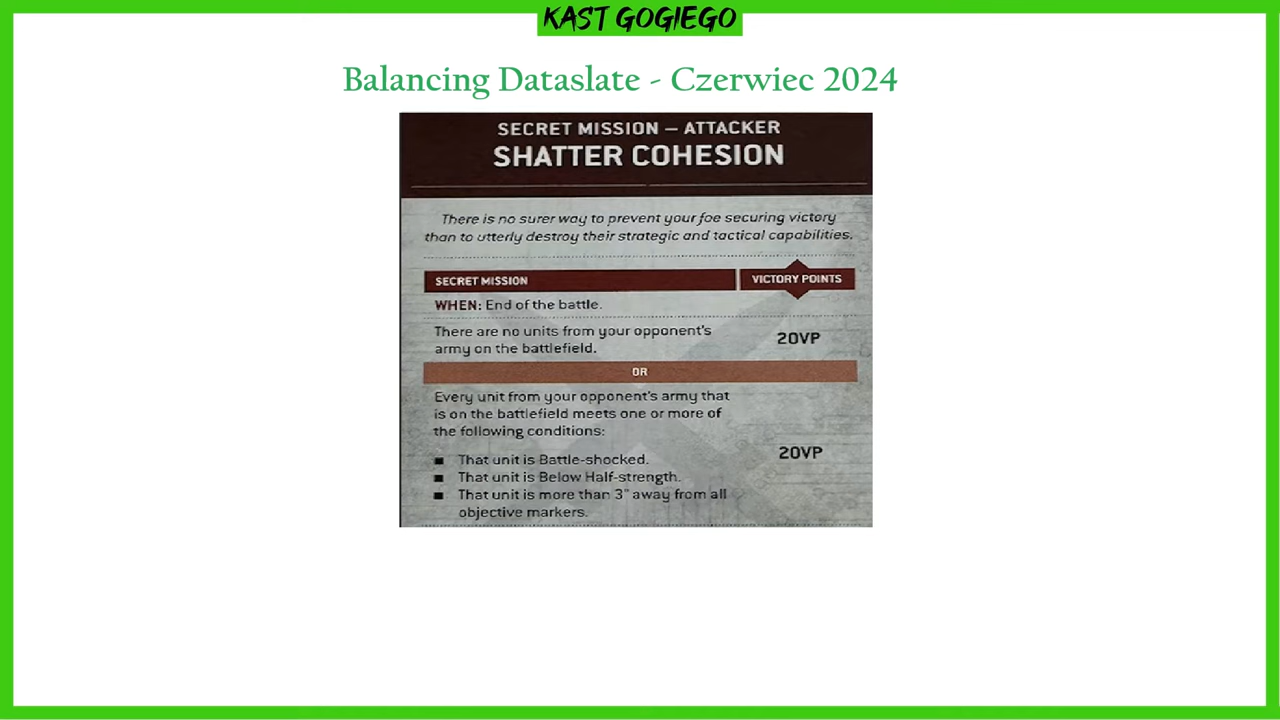 KAST GOGIEGO
Balancing Dataslate - Czerwiec 2024
SECRET MISSION – ATTACKER
SHATTER COHESION
There is no surer way to prevent your foe securing victory
than to utterly destroy their strategic and tactical capabilities.
SECRET MISSION
VICTORY POINTS
WHEN: End of the battle.
There are no units from your opponent's
army on the battlefield.
20VP
OR
Every unit from your opponent's army that
is on the battlefield meets one or more of
the following conditions:
20VP
■ That unit is Battle-shocked.
■ That unit is Below Half-strength.
■ That unit is more than 3" away from all
objective markers.